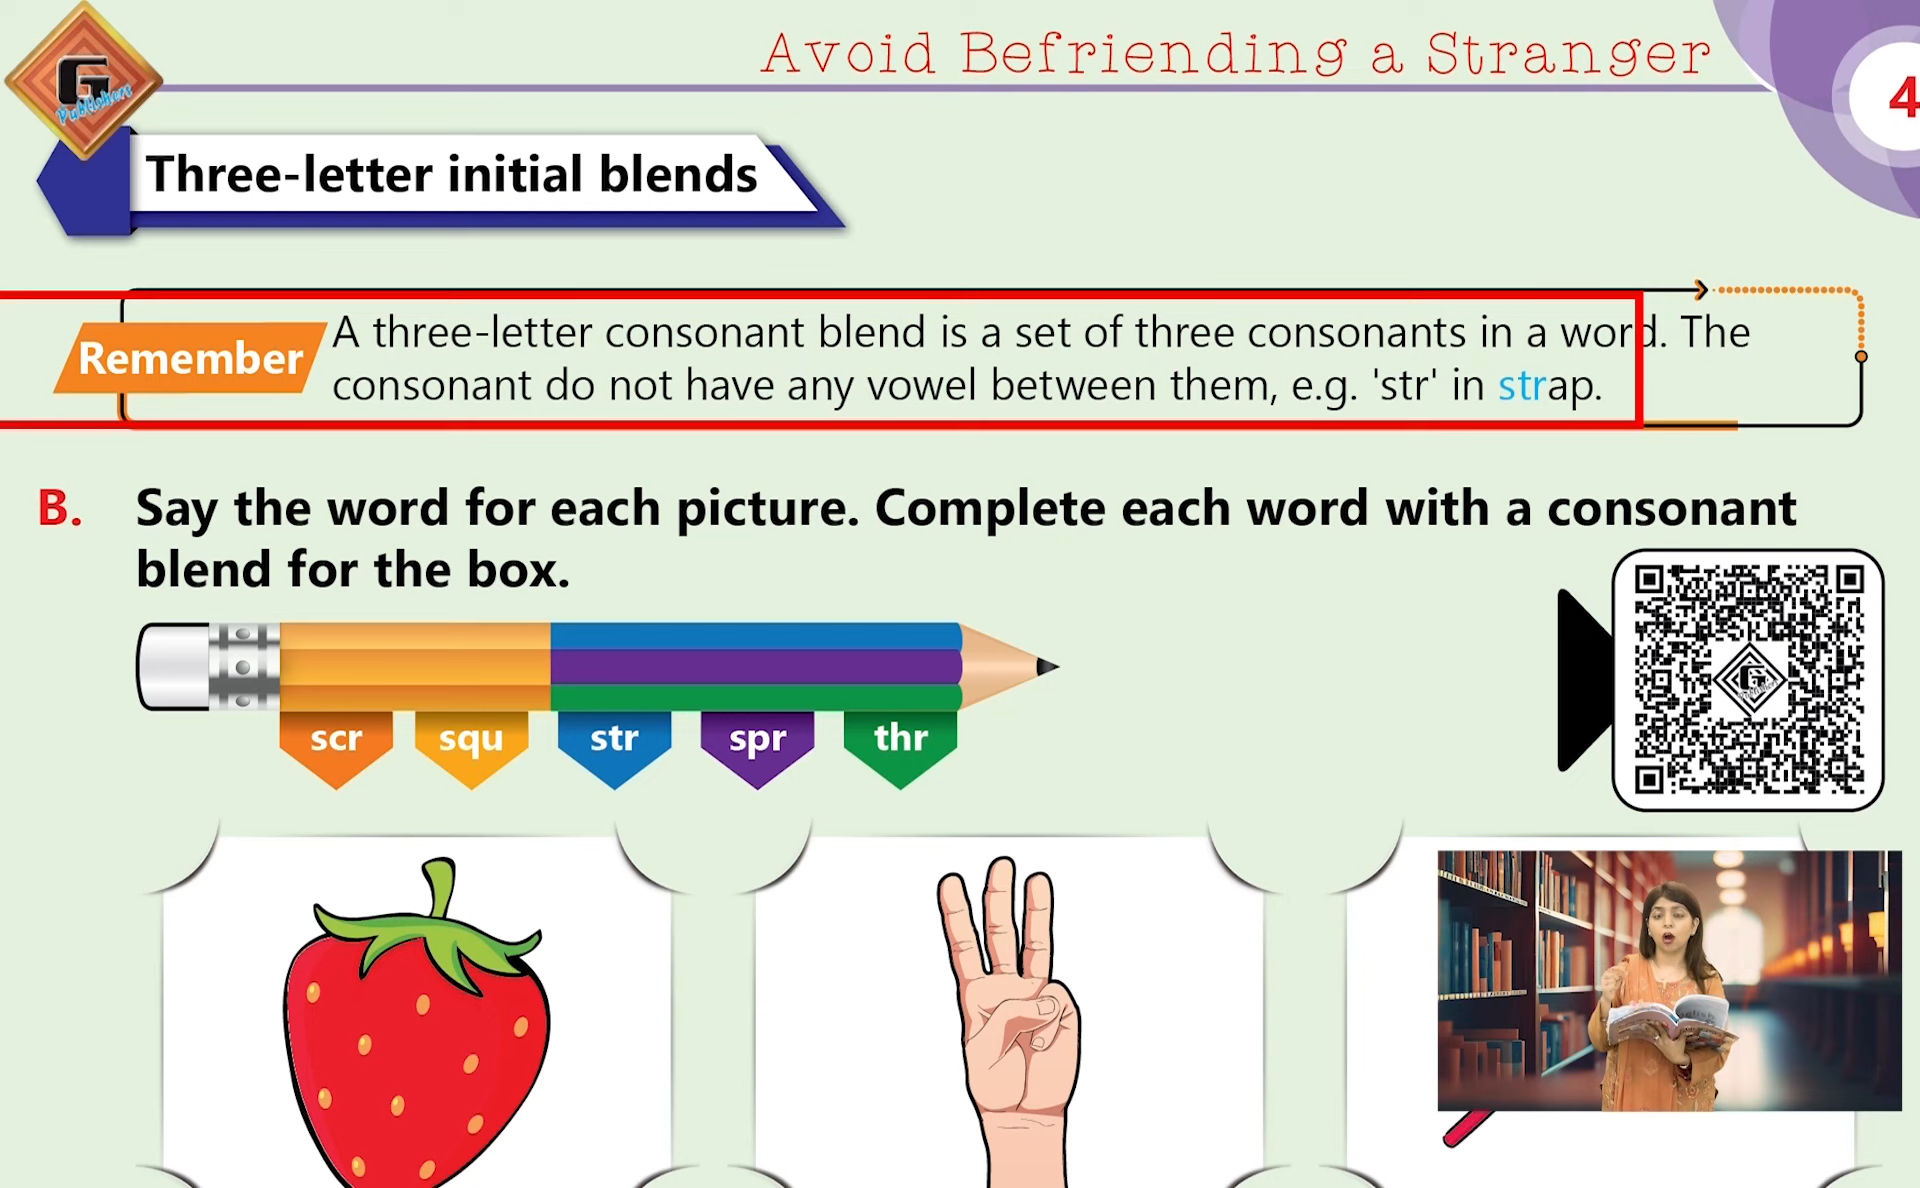 Avoid Befriending a Stranger
4
G
Publishers
Three-letter initial blends
Remember
A three-letter consonant blend is a set of three consonants in a word. The
consonant do not have any vowel between them, e.g. 'str' in strap.
B. Say the word for each picture. Complete each word with a consonant
blend for the box.
scr squ str spr thr